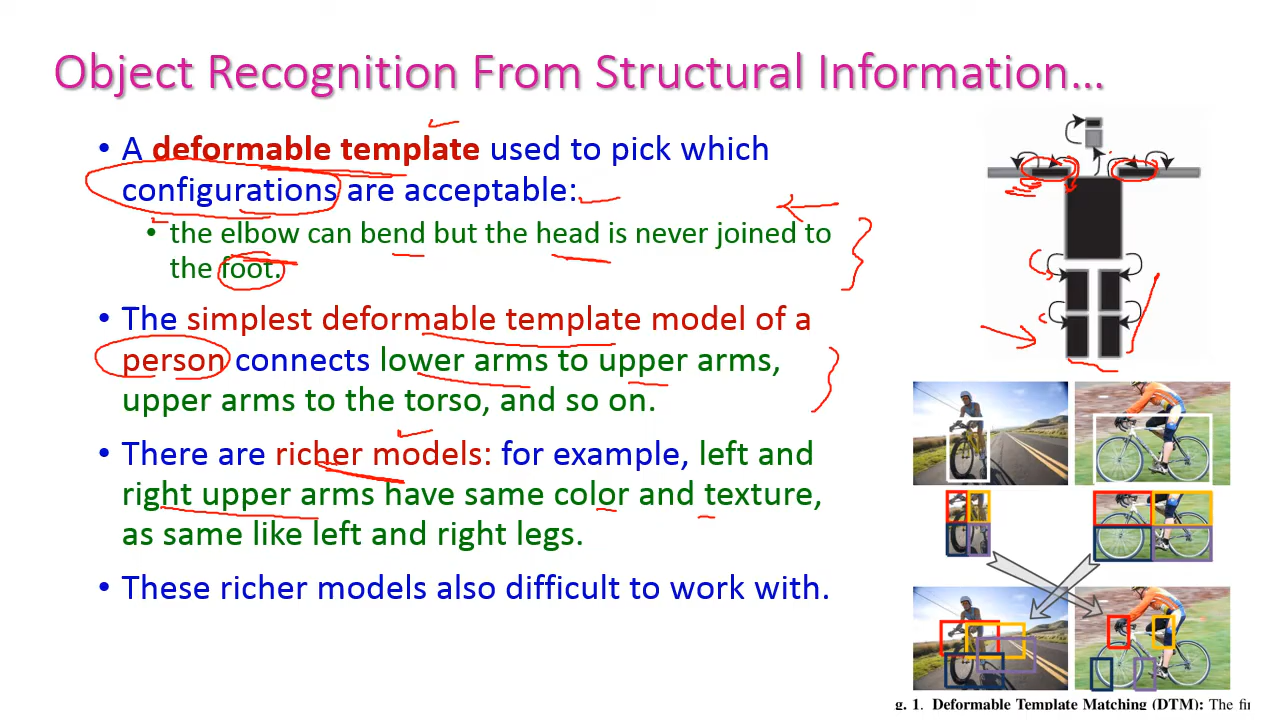 Object Recognition From Structural Information…
• A deformable template used to pick which
configurations are acceptable:
• the elbow can bend but the head is never joined to
the foot.
• The simplest deformable template model of a
person connects lower arms to upper arms,
upper arms to the torso, and so on.
• There are richer models: for example, left and
right upper arms have same color and texture,
as same like left and right legs.
• These richer models also difficult to work with.
g. 1. Deformable Template Matching (DTM): The fi